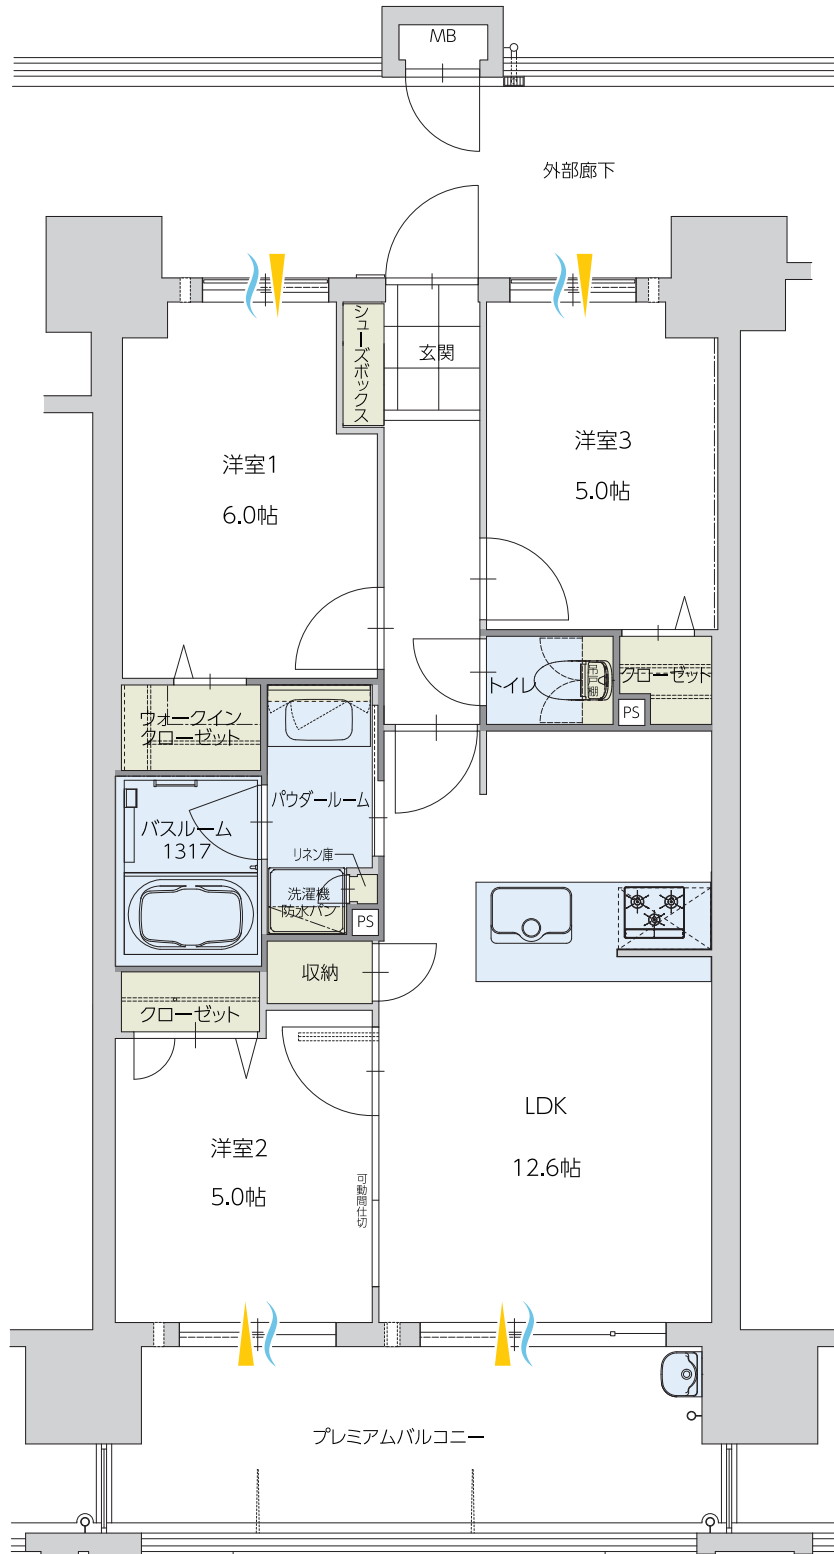 MB
外部廊下
シューズボックス
玄関
洋室1
6.0帖
洋室3
5.0帖
トイレ
吊戸棚
クローゼット
PS
ウォークイン
クローゼット
パウダールーム
バスルーム
1317
リネン庫
洗濯機
防水パン
PS
収納
クローゼット
LDK
12.6帖
洋室2
5.0帖
可動間仕切
プレミアムバルコニー